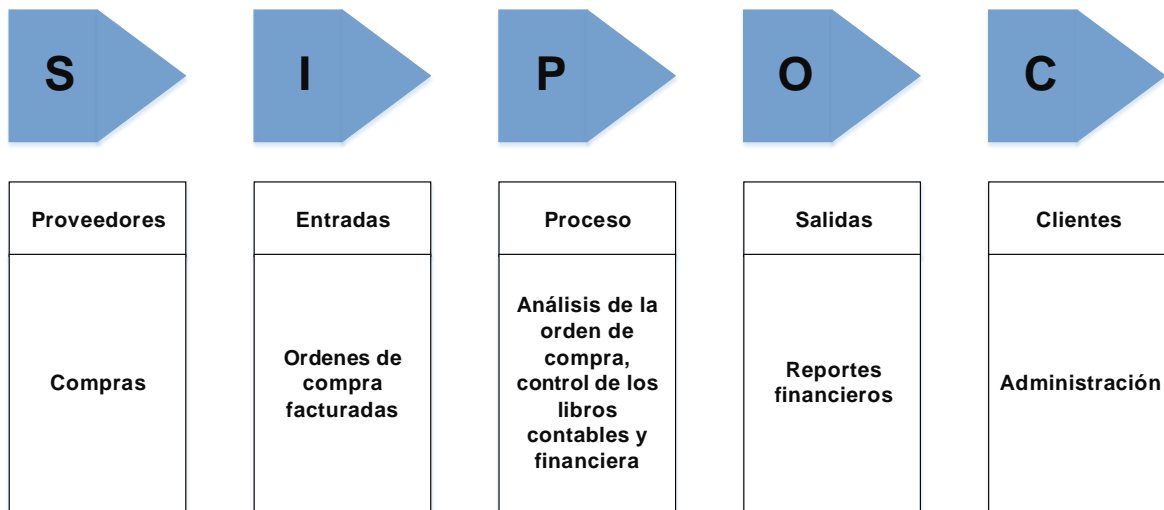 S
I
P
O
C
Proveedores
Entradas
Proceso
Salidas
Clientes
Compras
Ordenes de
compra
facturadas
Análisis de la
orden de
compra,
control de los
libros
contables y
financiera
Reportes
financieros
Administración